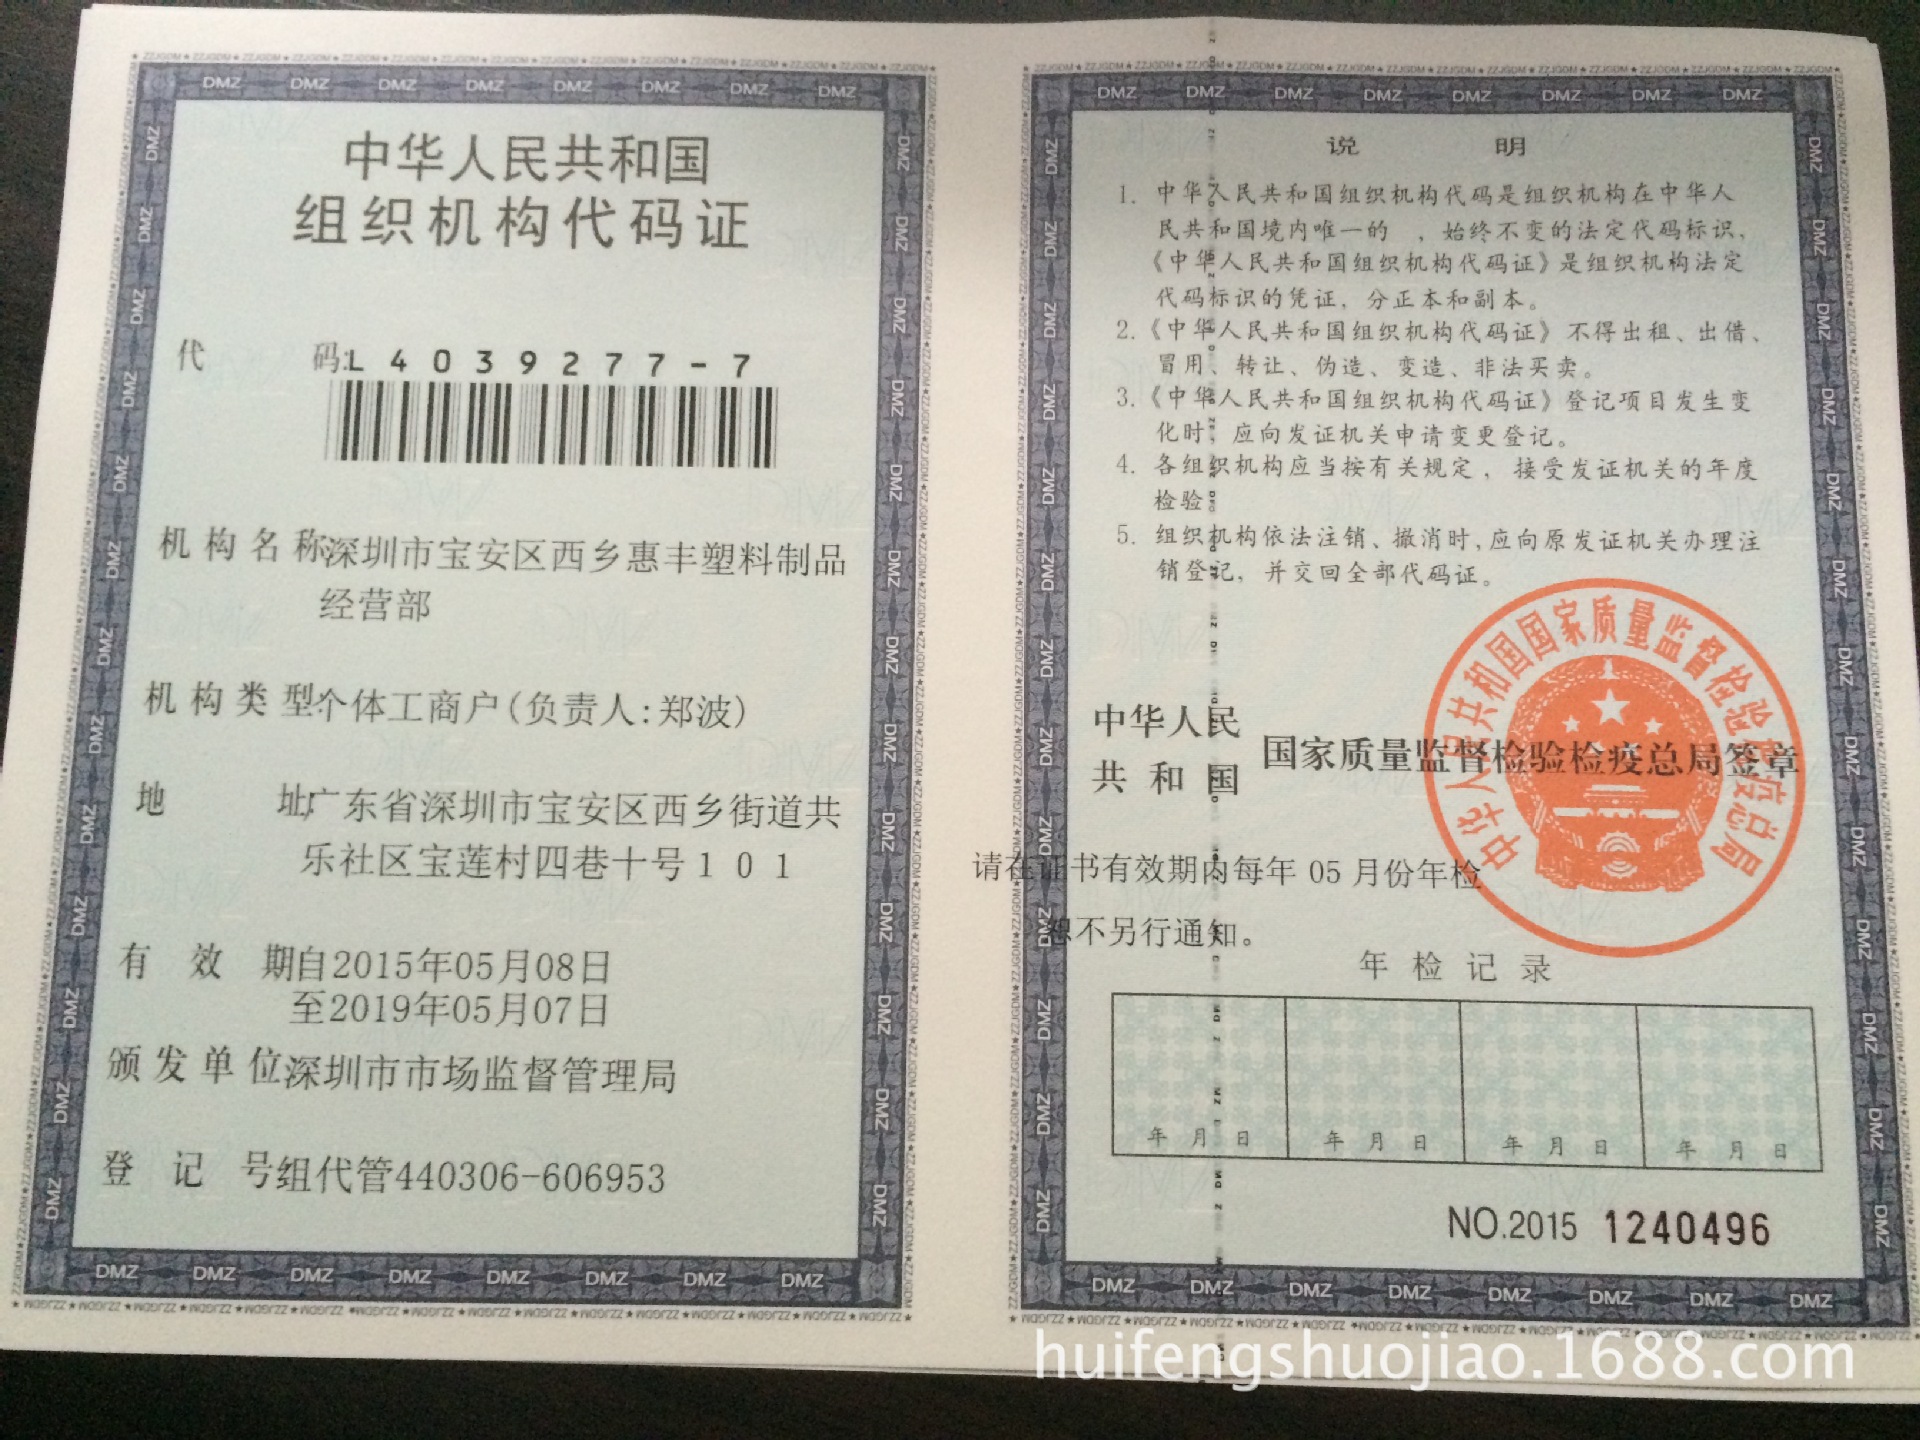 中华人民共和国
组织机构代码证
代 码:L4039277-7
机构名称:深圳市宝安区西乡惠丰塑料制品
经营部
机构类型:个体工商户(负责人:郑波)
地 址:广东省深圳市宝安区西乡街道共
乐社区宝莲村四巷十号101
有 效 期自2015年05月08日
至2019年05月07日
颁发单位深圳市市场监督管理局
登 记 号组代管440306-606953
说 明
1. 中华人民共和国组织机构代码是组织机构在中华人
民共和国境内唯一的 ,始终不变的法定代码标识,
《中华人民共和国组织机构代码证》是组织机构法定
代码标识的凭证,分正本和副本。
2.《中华人民共和国组织机构代码证》不得出租、出借、
冒用、转让、伪造、变造、非法买卖。
3.《中华人民共和国组织机构代码证》登记项目发生变
化时,应向发证机关申请变更登记。
4. 各组织机构应当按有关规定,接受发证机关的年度
检验
5. 组织机构依法注销、撤消时,应向原发证机关办理注
销登记,并交回全部代码证。
中华人民
共和国 国家质量监督检验检疫总局签章
中华人民共和国国家质量监督检验检疫总局
请在证书有效期内每年 05 月份年检
恕不另行通知。
年检记录
年 月 日 年 月 日 年 月 日 年 月 日
NO.2015 1240496
huifengshuojiao.1688.com